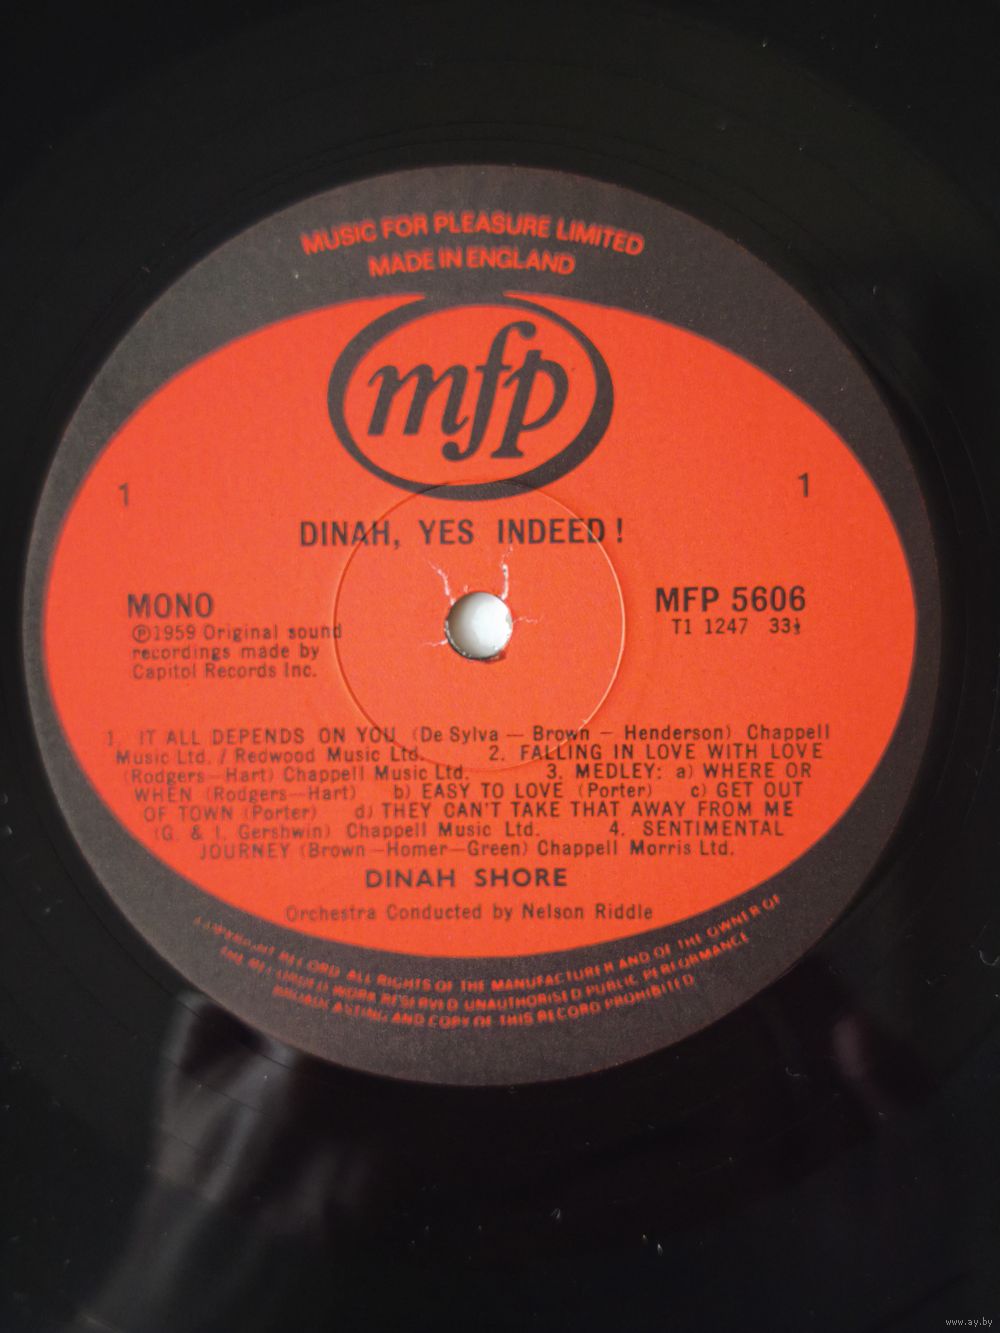 MUSIC FOR PLEASURE LIMITED
MADE IN ENGLAND
mfp
1
1
DINAH, YES INDEED!
MONO
℗1959 Original sound
recordings made by
Capitol Records Inc.
MFP 5606
T1 1247 33⅓
1. IT ALL DEPENDS ON YOU (De Sylva — Brown — Henderson) Chappell
Music Ltd. / Redwood Music Ltd. 2. FALLING IN LOVE WITH LOVE
(Rodgers—Hart) Chappell Music Ltd. 3. MEDLEY: a) WHERE OR
WHEN (Rodgers—Hart) b) EASY TO LOVE (Porter) c) GET OUT
OF TOWN (Porter) d) THEY CAN'T TAKE THAT AWAY FROM ME
(G. & I. Gershwin) Chappell Music Ltd. 4. SENTIMENTAL
JOURNEY (Brown—Homer—Green) Chappell Morris Ltd.
DINAH SHORE
Orchestra Conducted by Nelson Riddle
COPYRIGHT RECORD ALL RIGHTS OF THE MANUFACTURER AND OF THE OWNER OF
THE RECORDED WORK RESERVED UNAUTHORISED PUBLIC PERFORMANCE
BROADCASTING AND COPY OF THIS RECORD PROHIBITED
www.ay.by